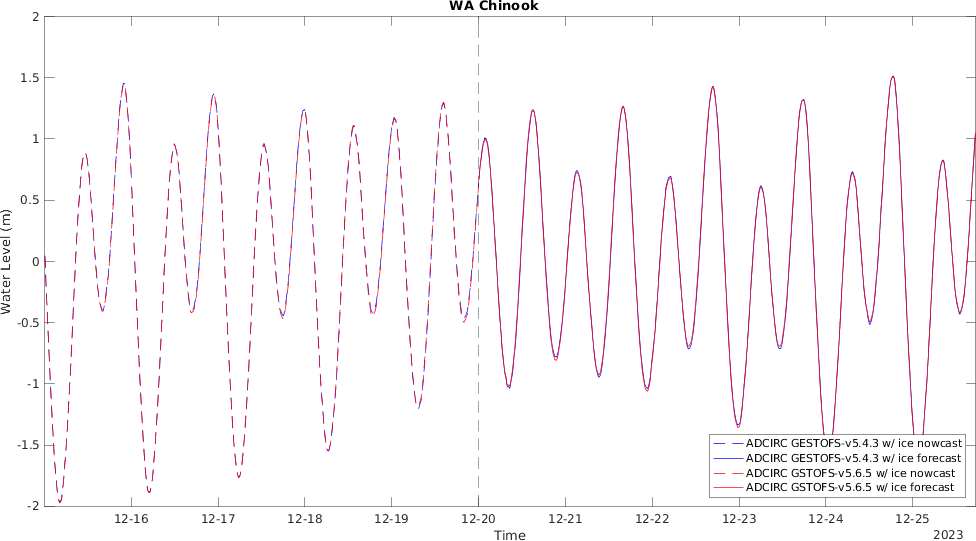 WA Chinook
2
1.5
1
0.5
0
-0.5
-1
-1.5
-2
Water Level (m)
12-16 12-17 12-18 12-19 12-20 12-21 12-22 12-23 12-24 12-25
Time
2023
ADCIRC GESTOFS-v5.4.3 w/ ice nowcast
ADCIRC GESTOFS-v5.4.3 w/ ice forecast
ADCIRC GSTOFS-v5.6.5 w/ ice nowcast
ADCIRC GSTOFS-v5.6.5 w/ ice forecast